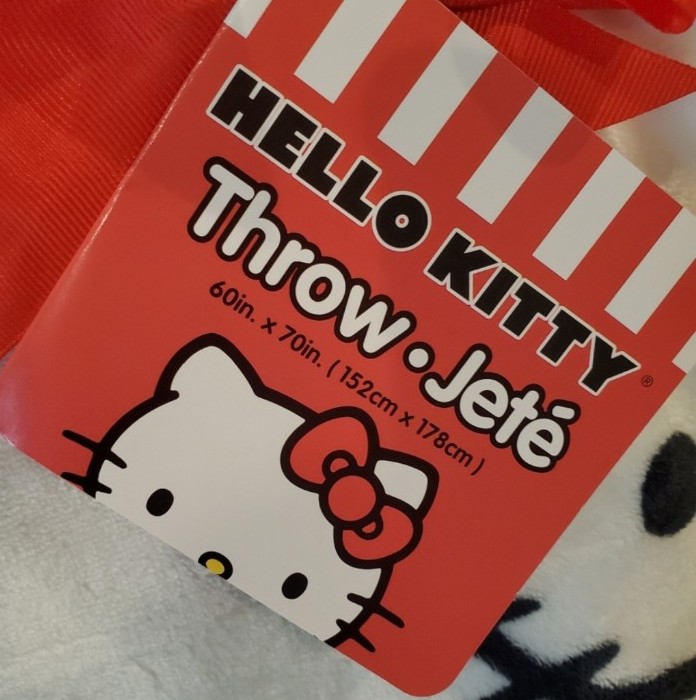 HELLO KITTY®
Throw • Jeté
60in. x 70in. ( 152cm x 178cm )